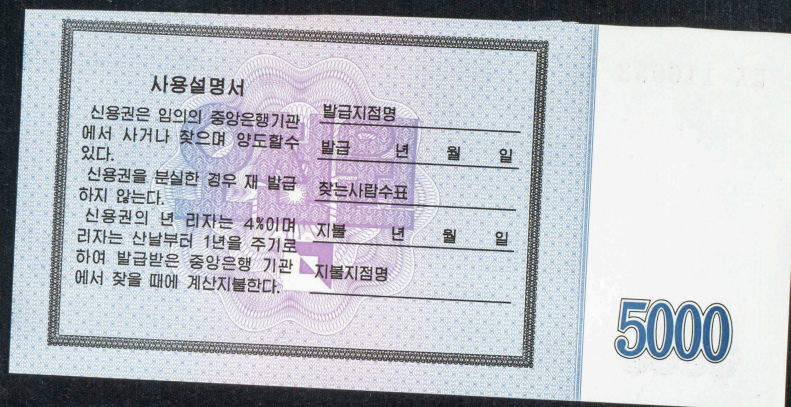 사용설명서
신용권은 임의의 중앙은행기관
에서 사거나 찾으며 양도할수
있다.
신용권을 분실한 경우 재 발급
하지 않는다.
신용권의 년 리자는 4%이며
리자는 산날부터 1년을 주기로
하여 발급받은 중앙은행 기관
에서 찾을 때에 계산지불한다.
발급지점명
발급 년 월 일
찾는사람수표
지불 년 월 일
지불지점명
5000